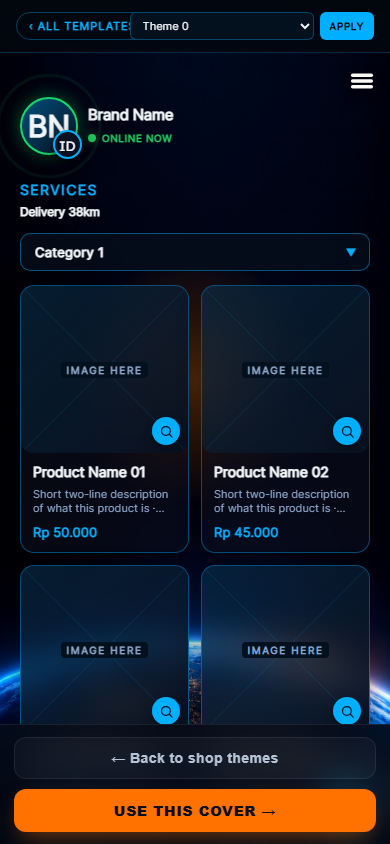 ‹ ALL TEMPLATES
Theme 0
APPLY
BN
ID
Brand Name
ONLINE NOW
SERVICES
Delivery 38km
Category 1
IMAGE HERE
IMAGE HERE
Product Name 01
Short two-line description
of what this product is ·...
Rp 50.000
Product Name 02
Short two-line description
of what this product is ·...
Rp 45.000
IMAGE HERE
IMAGE HERE
← Back to shop themes
USE THIS COVER →